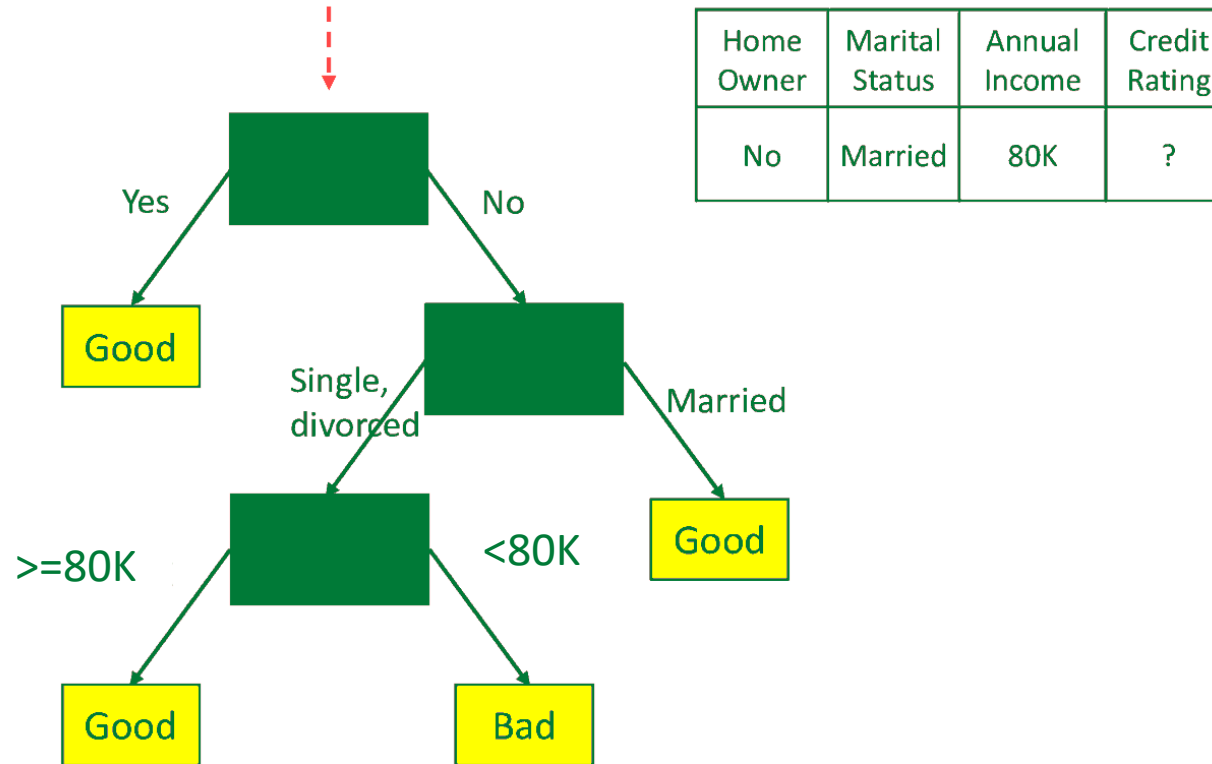 Home Owner
Marital Status
Annual Income
Credit Rating
No
Married
80K
?
Yes
No
Good
Single,
divorced
Married
>=80K
<80K
Good
Good
Bad